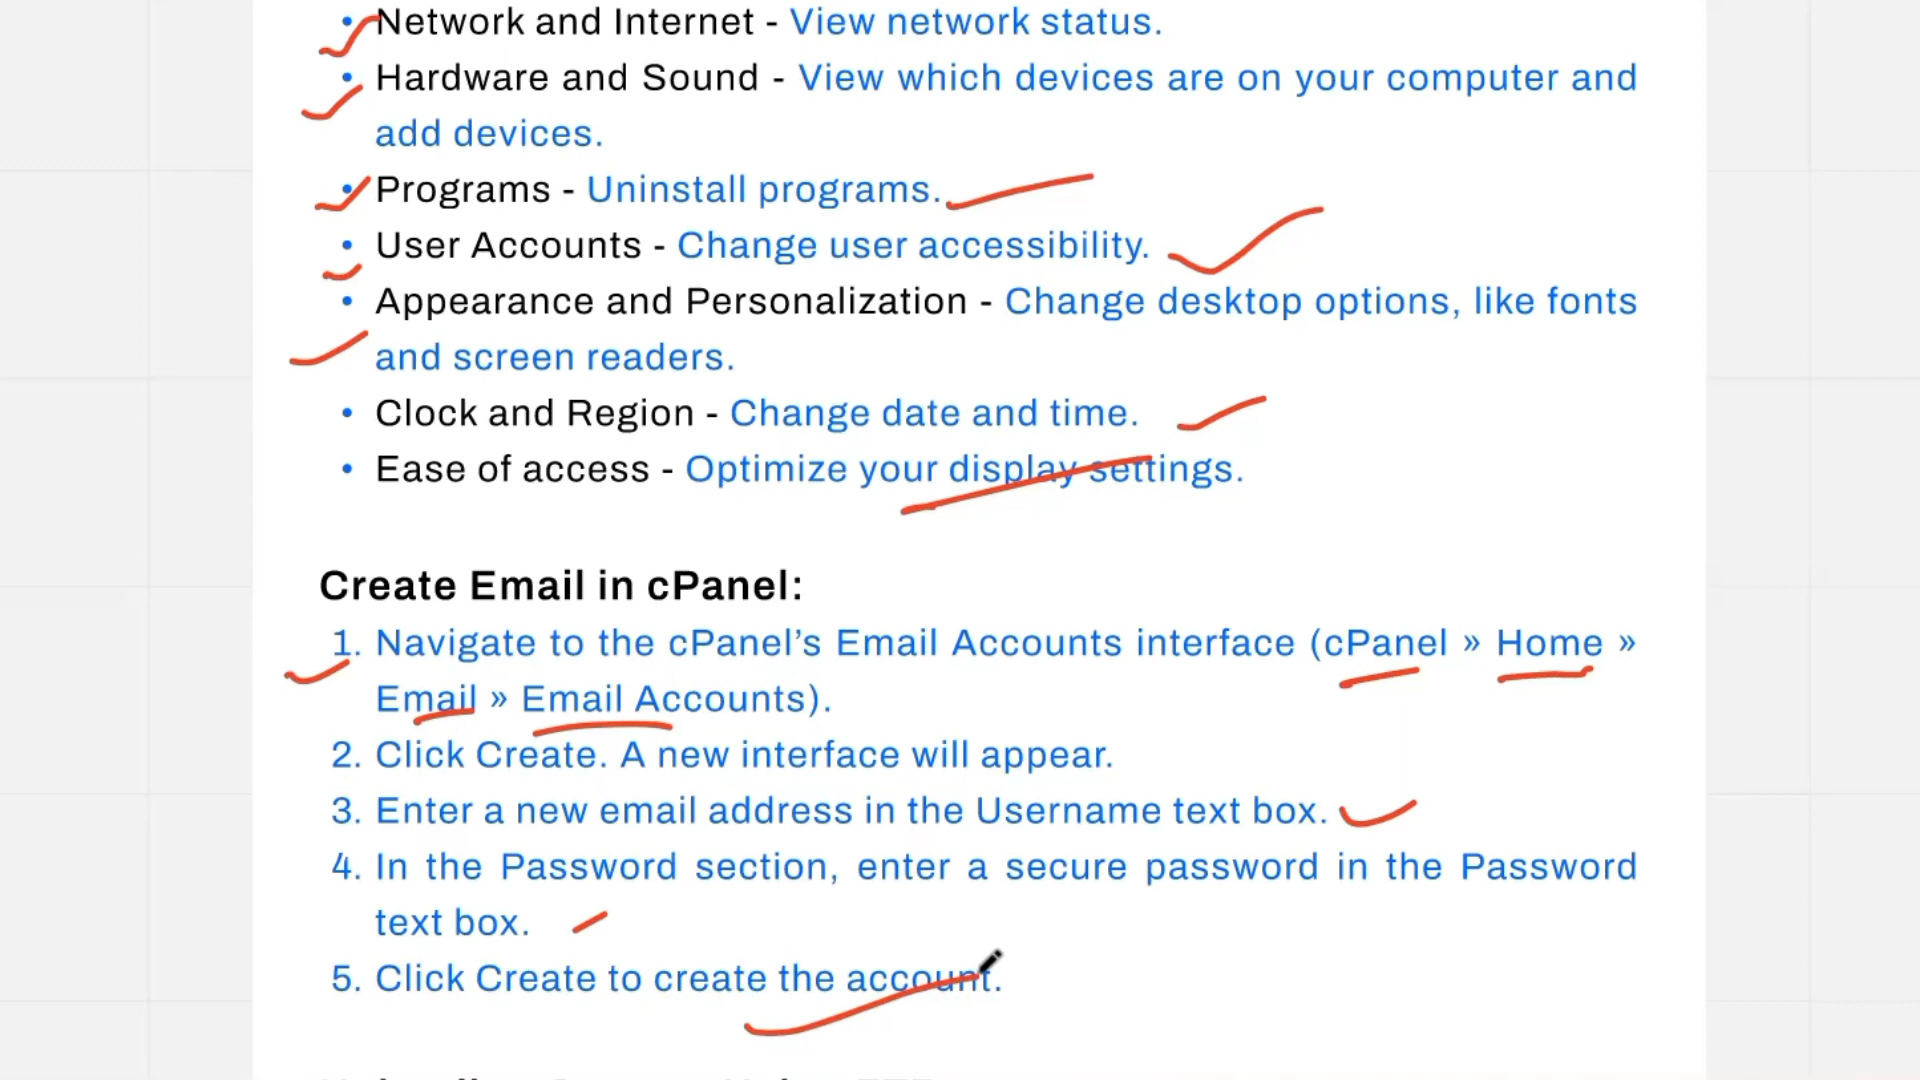 • Network and Internet - View network status.
• Hardware and Sound - View which devices are on your computer and
add devices.
• Programs - Uninstall programs.
• User Accounts - Change user accessibility.
• Appearance and Personalization - Change desktop options, like fonts
and screen readers.
• Clock and Region - Change date and time.
• Ease of access - Optimize your display settings.
Create Email in cPanel:
1. Navigate to the cPanel’s Email Accounts interface (cPanel » Home »
Email » Email Accounts).
2. Click Create. A new interface will appear.
3. Enter a new email address in the Username text box.
4. In the Password section, enter a secure password in the Password
text box.
5. Click Create to create the account.